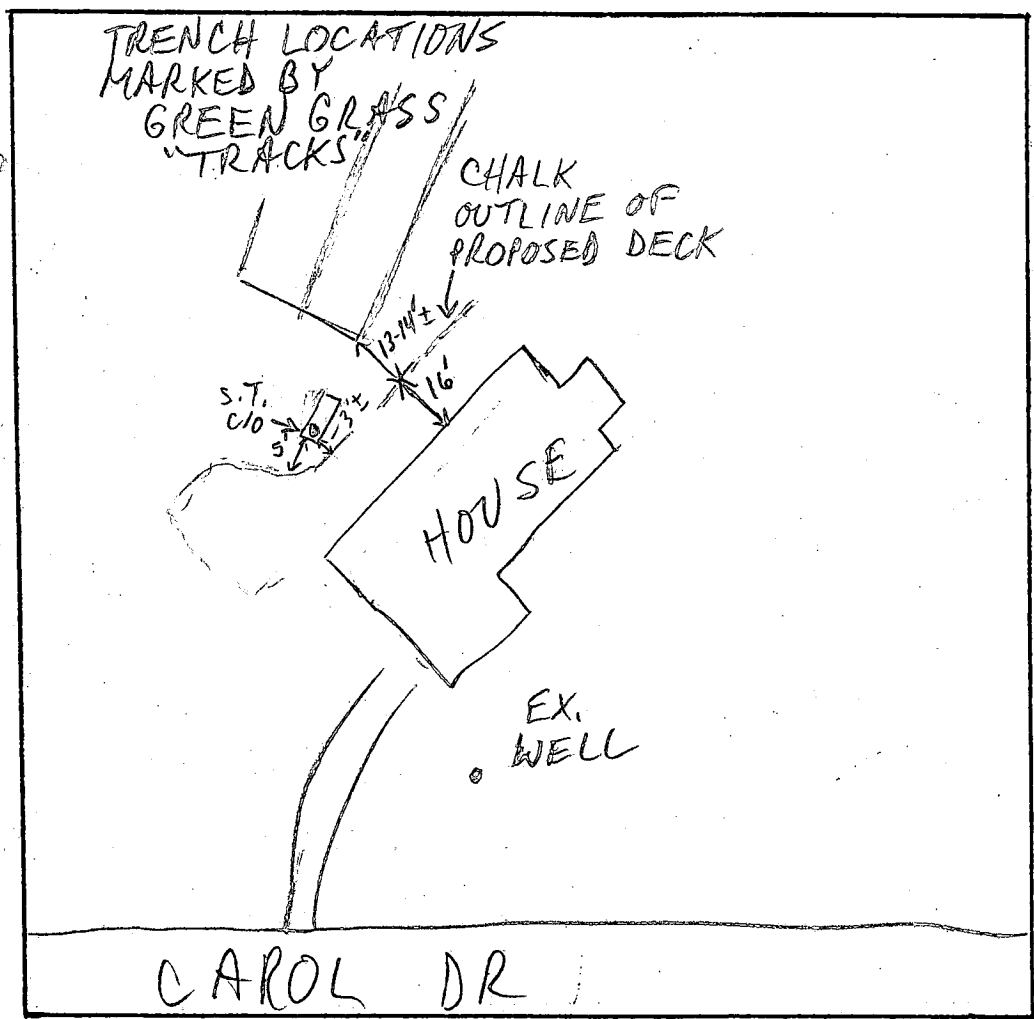 TRENCH LOCATIONS
MARKED BY
GREEN GRASS
"TRACKS"
CHALK
OUTLINE OF
PROPOSED DECK
13-14'±
16'
S.T.
C/O
3'±
5'
HOUSE
EX.
WELL
CAROL DR